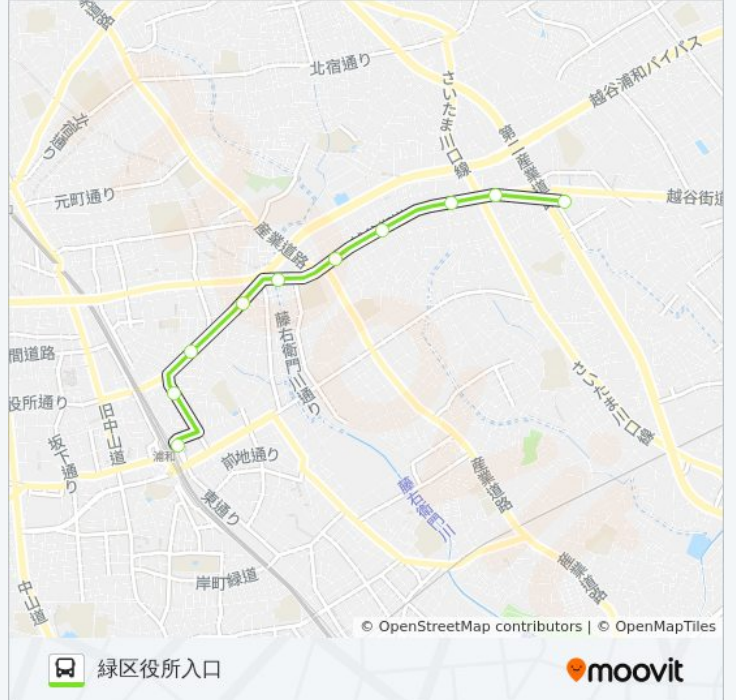 北宿通り
越谷浦和バイパス
さいたま川口線
第二産業道路
北宿通り
元町通り
越谷街道
産業道路
藤右衛門川通り
間道路
役所通り
旧中山道
さいたま川口線
坂下通り
浦和
前地通り
産業道路
東通り
藤右衛門川
岸町緑道
産業道路
中山道
© OpenStreetMap contributors | © OpenMapTiles
緑区役所入口
moovit